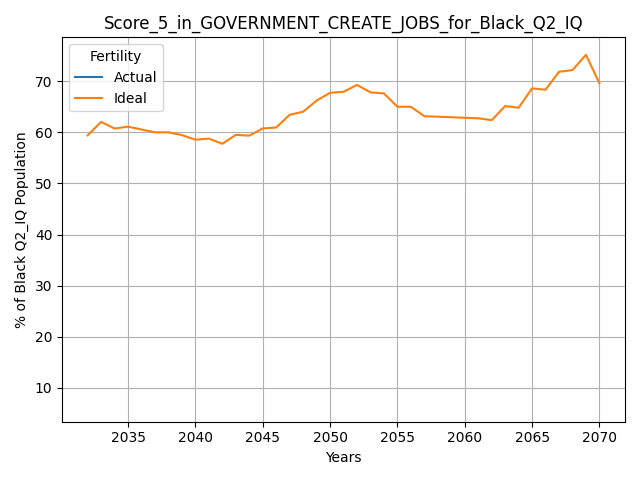 Score_5_in_GOVERNMENT_CREATE_JOBS_for_Black_Q2_IQ
Fertility
Actual
Ideal
% of Black Q2_IQ Population
70
60
50
40
30
20
10
2035 2040 2045 2050 2055 2060 2065 2070
Years